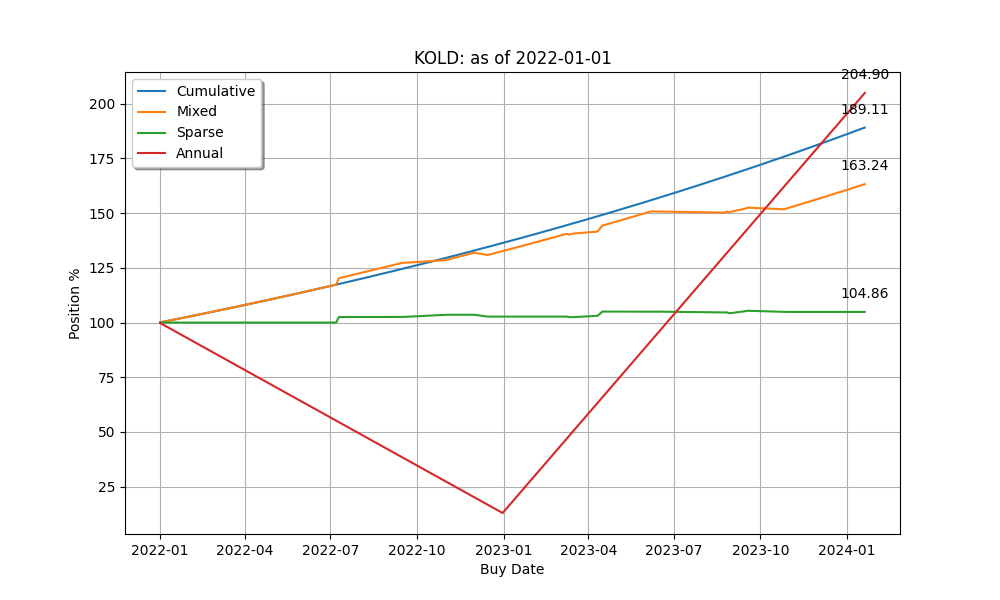 KOLD: as of 2022-01-01
Cumulative
Mixed
Sparse
Annual
204.90
189.11
163.24
104.86
200
175
150
125
100
75
50
25
Position %
2022-01 2022-04 2022-07 2022-10 2023-01 2023-04 2023-07 2023-10 2024-01
Buy Date